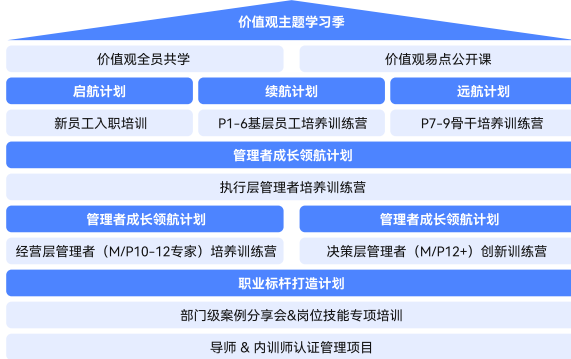 价值观主题学习季
价值观全员共学
价值观易点公开课
启航计划
续航计划
远航计划
新员工入职培训
P1-6基层员工培养训练营
P7-9骨干培养训练营
管理者成长领航计划
执行层管理者培养训练营
管理者成长领航计划
管理者成长领航计划
经营层管理者（M/P10-12专家）培养训练营
决策层管理者（M/P12+）创新训练营
职业标杆打造计划
部门级案例分享会&岗位技能专项培训
导师 & 内训师认证管理项目